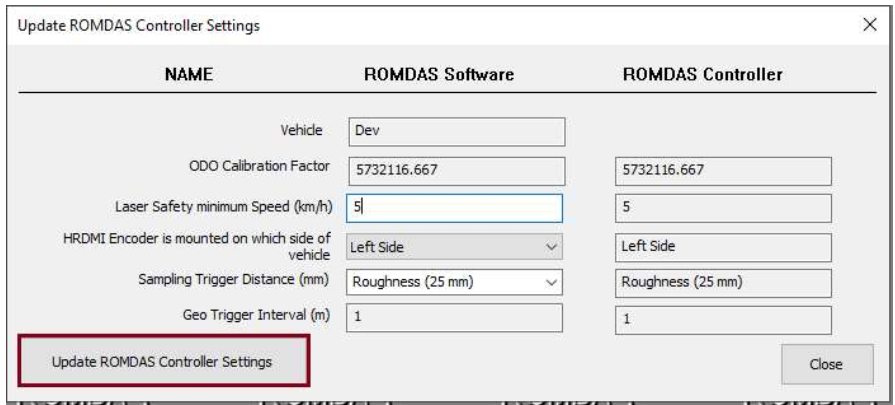 Update ROMDAS Controller Settings
NAME ROMDAS Software ROMDAS Controller
Vehicle Dev
ODO Calibration Factor 5732116.667 5732116.667
Laser Safety minimum Speed (km/h) 5 5
HRDMI Encoder is mounted on which side of
vehicle Left Side Left Side
Sampling Trigger Distance (mm) Roughness (25 mm) Roughness (25 mm)
Geo Trigger Interval (m) 1 1
Update ROMDAS Controller Settings Close